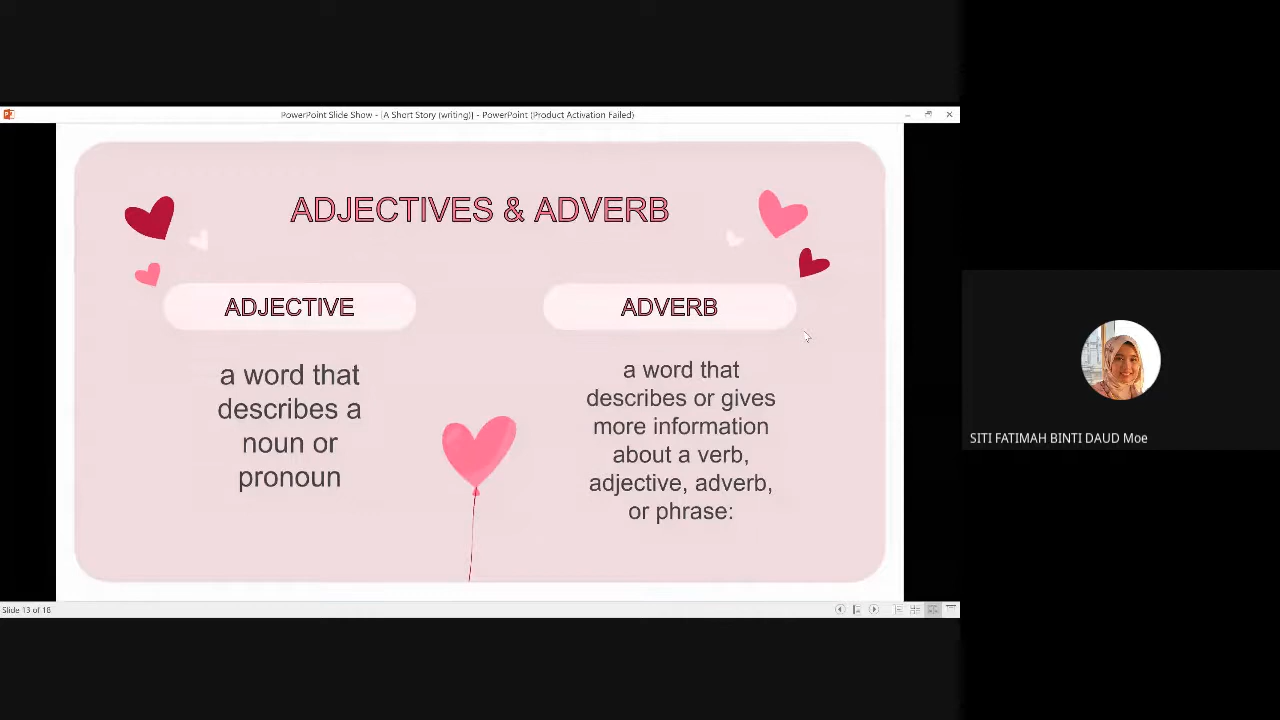 PowerPoint Slide Show - [A Short Story (writing)] - PowerPoint (Product Activation Failed)
ADJECTIVES & ADVERB
ADJECTIVE
a word that
describes a
noun or
pronoun
ADVERB
a word that
describes or gives
more information
about a verb,
adjective, adverb,
or phrase:
SITI FATIMAH BINTI DAUD Moe
Slide 13 of 18